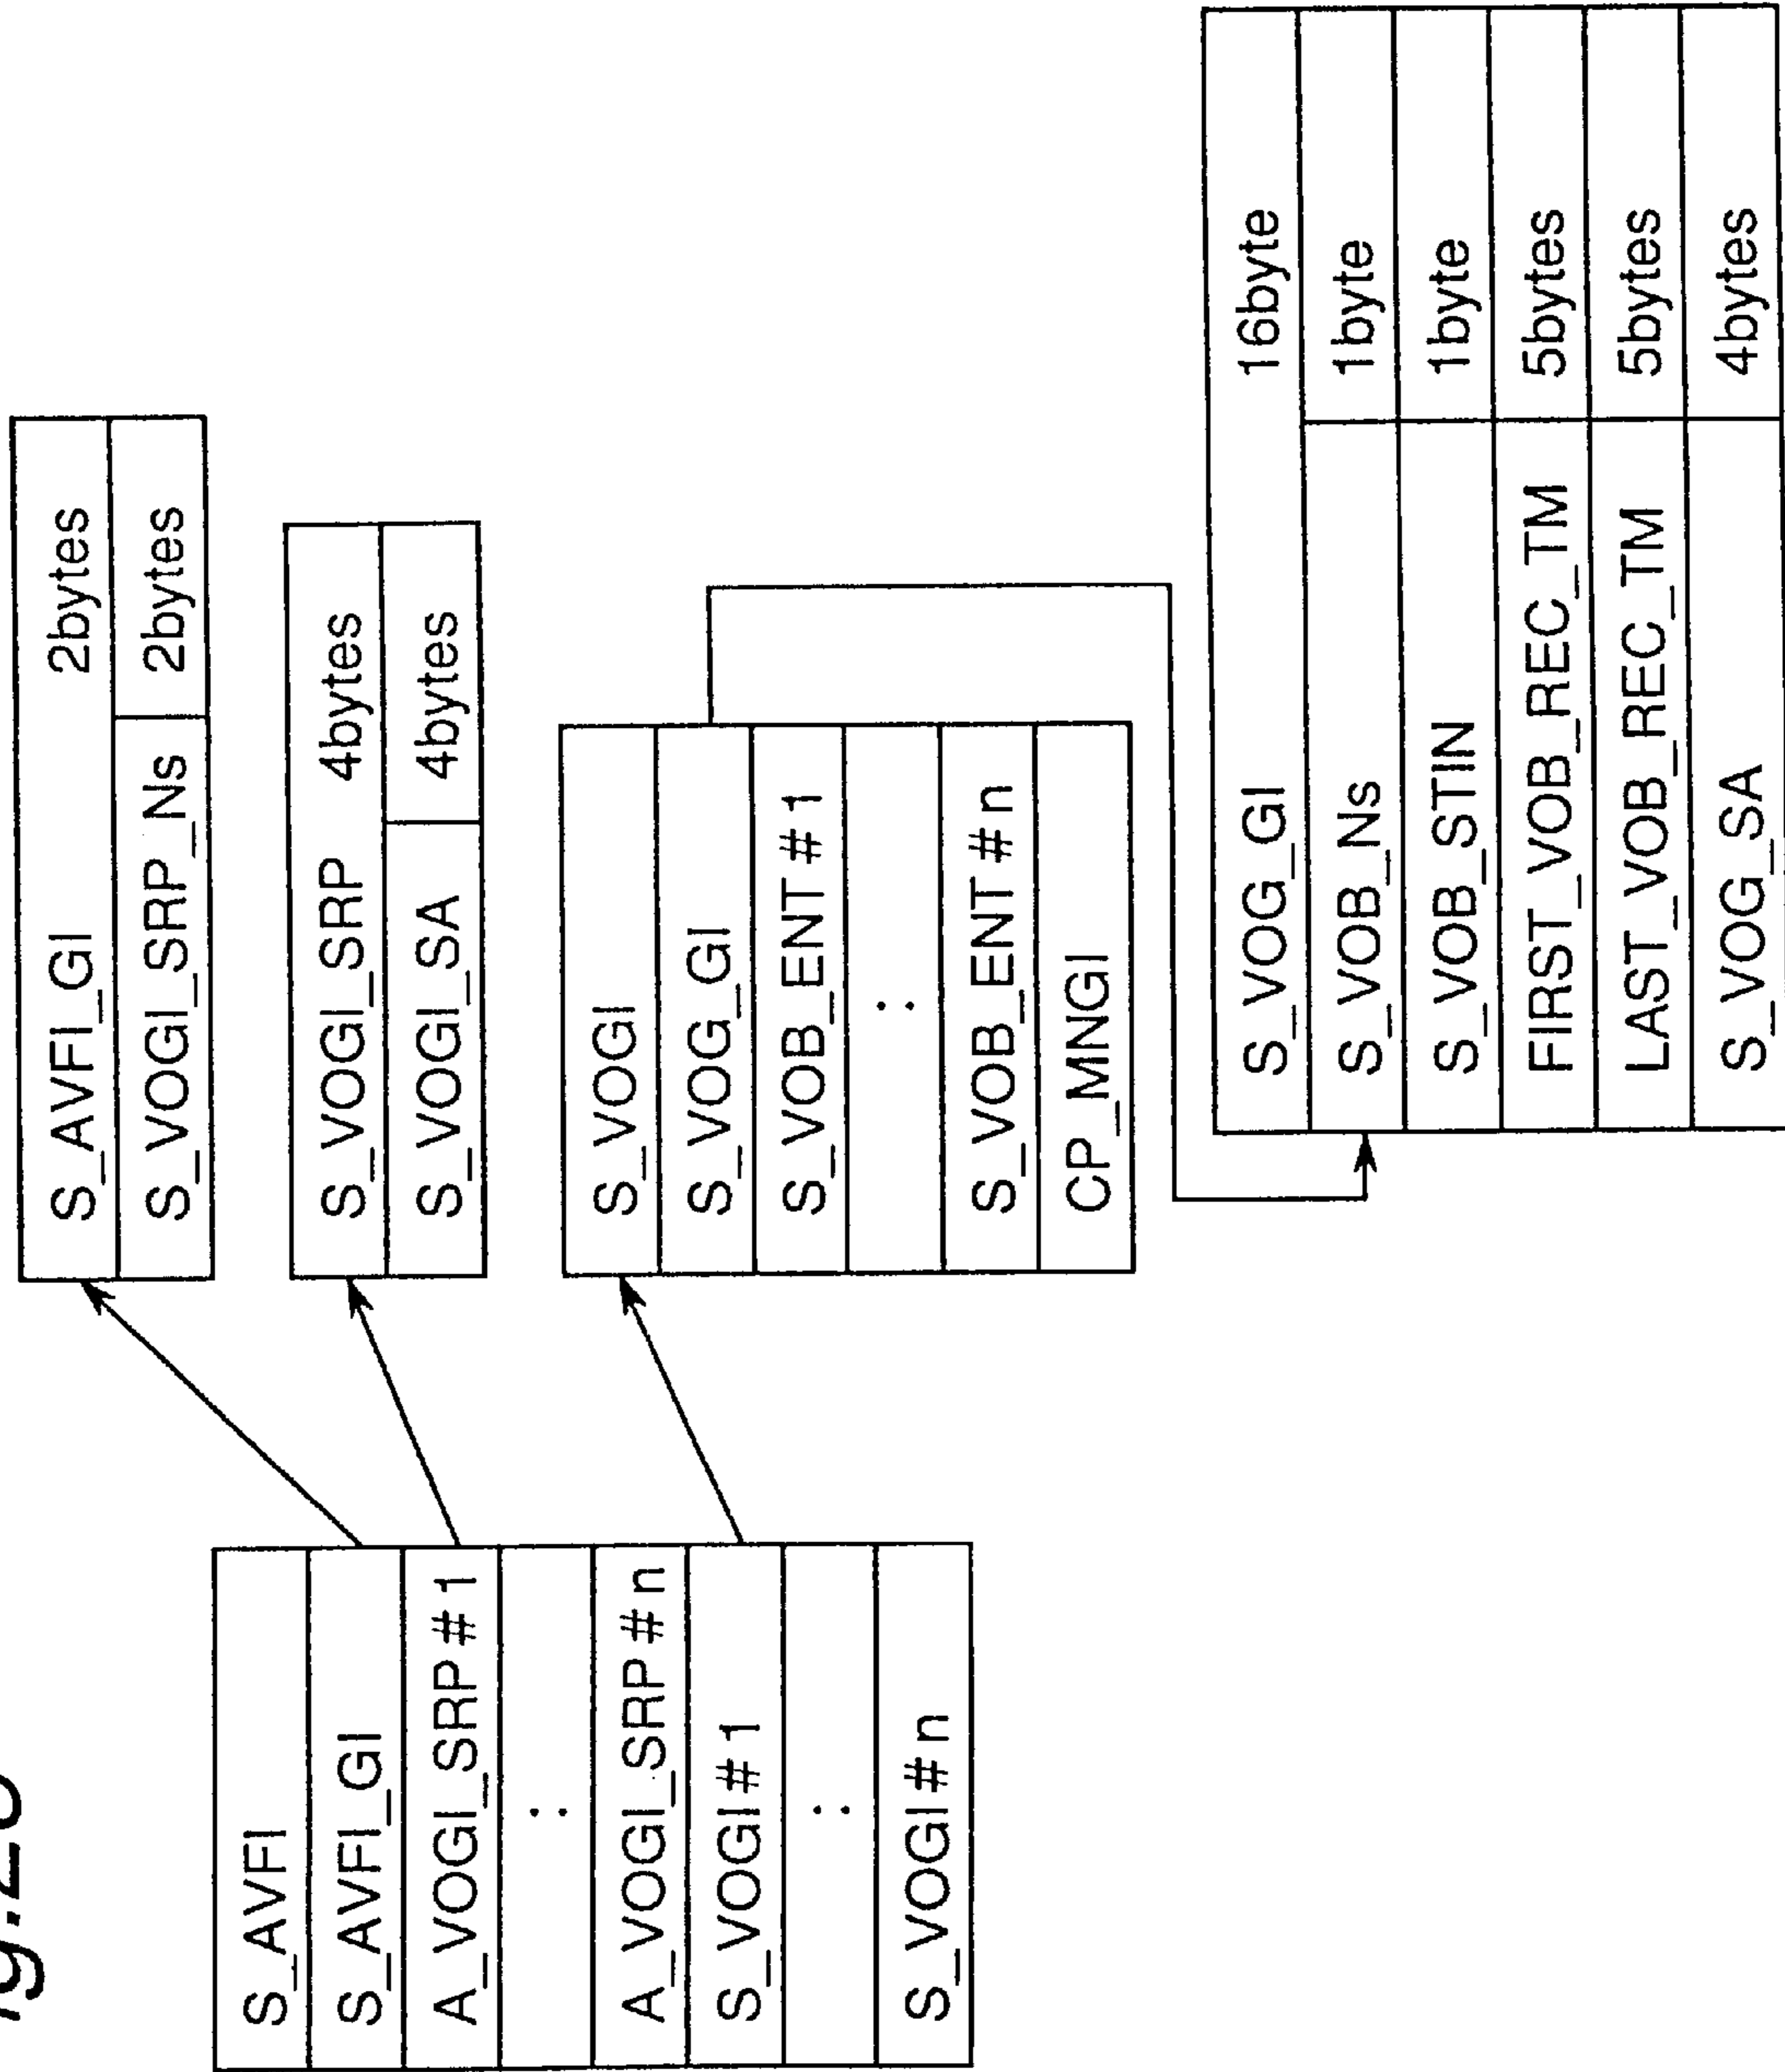 S_AVFI
S_AVFI_GI
A_VOGI_SRP#1
:
A_VOGI_SRP#n
S_VOGI#1
:
S_VOGI#n
S_AVFI_GI 2bytes
S_VOGI_SRP_Ns 2bytes
S_VOGI_SRP 4bytes
S_VOGI_SA 4bytes
S_VOGI
S_VOG_GI
S_VOB_ENT#1
:
S_VOB_ENT#n
CP_MNGI
S_VOG_GI 16byte
S_VOB_Ns 1byte
S_VOB_STIN 1byte
FIRST_VOB_REC_TM 5bytes
LAST_VOB_REC_TM 5bytes
S_VOG_SA 4bytes